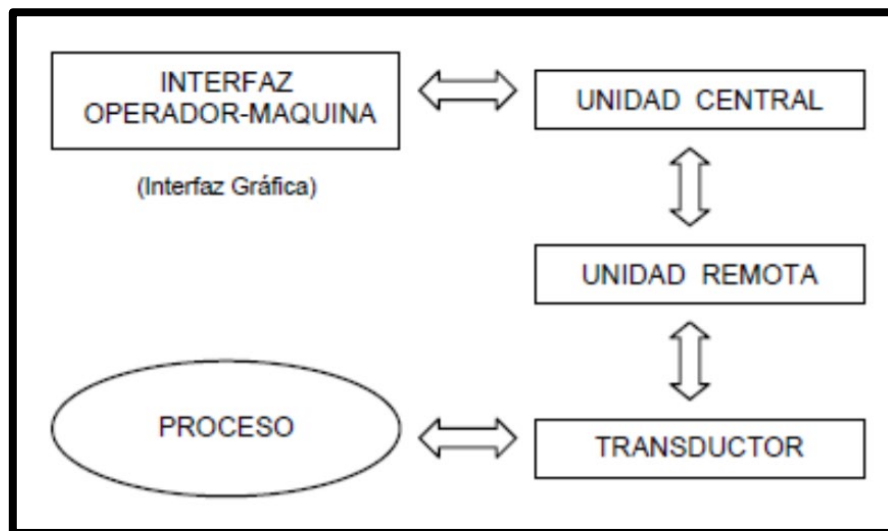 INTERFAZ
OPERADOR-MAQUINA
(Interfaz Gráfica)
UNIDAD CENTRAL
UNIDAD REMOTA
PROCESO
TRANSDUCTOR